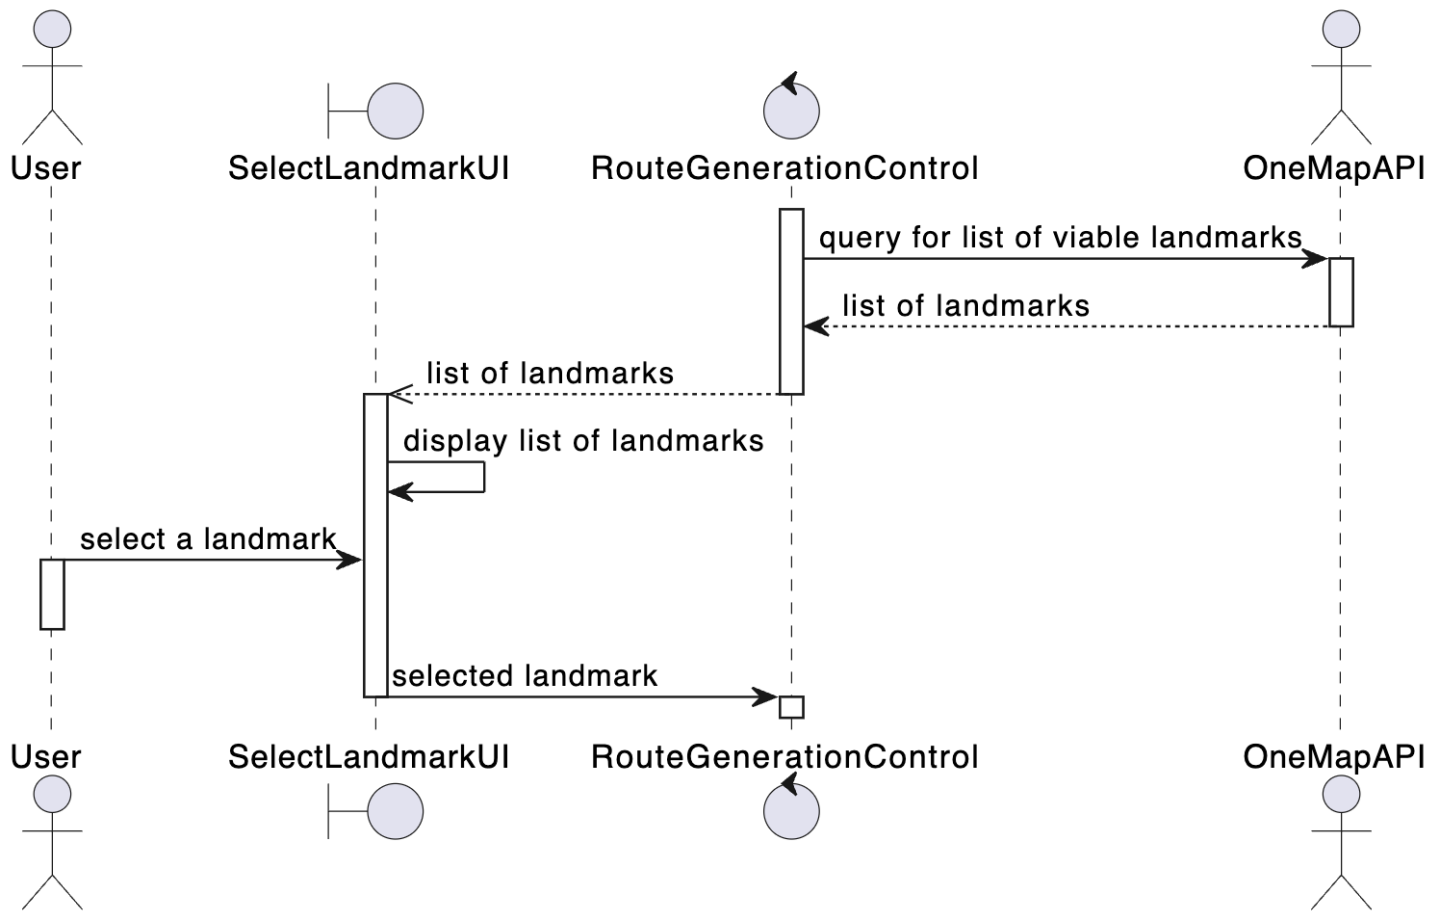 User
SelectLandmarkUI
RouteGenerationControl
OneMapAPI
query for list of viable landmarks
list of landmarks
list of landmarks
display list of landmarks
select a landmark
selected landmark
User
SelectLandmarkUI
RouteGenerationControl
OneMapAPI